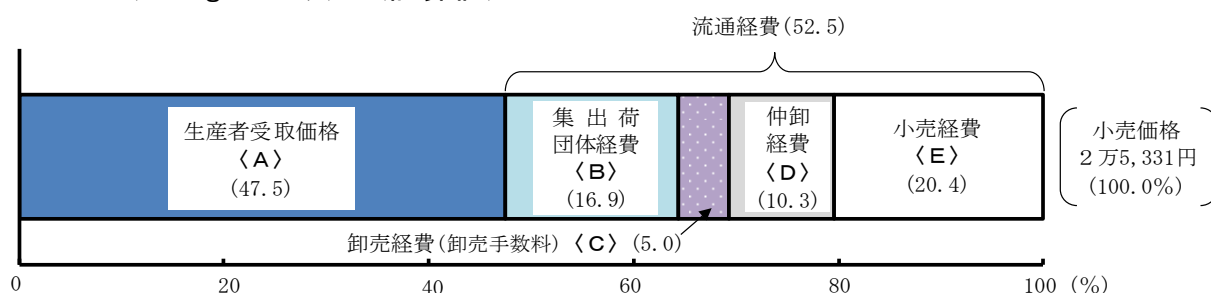 流通経費(52.5)
生産者受取価格
〈A〉
(47.5)
集 出 荷
団体経費
〈B〉
(16.9)
仲卸
経費
〈D〉
(10.3)
小売経費
〈E〉
(20.4)
小売価格
2万5,331円
(100.0%)
卸売経費(卸売手数料)〈C〉(5.0)
0 20 40 60 80 100 (%)